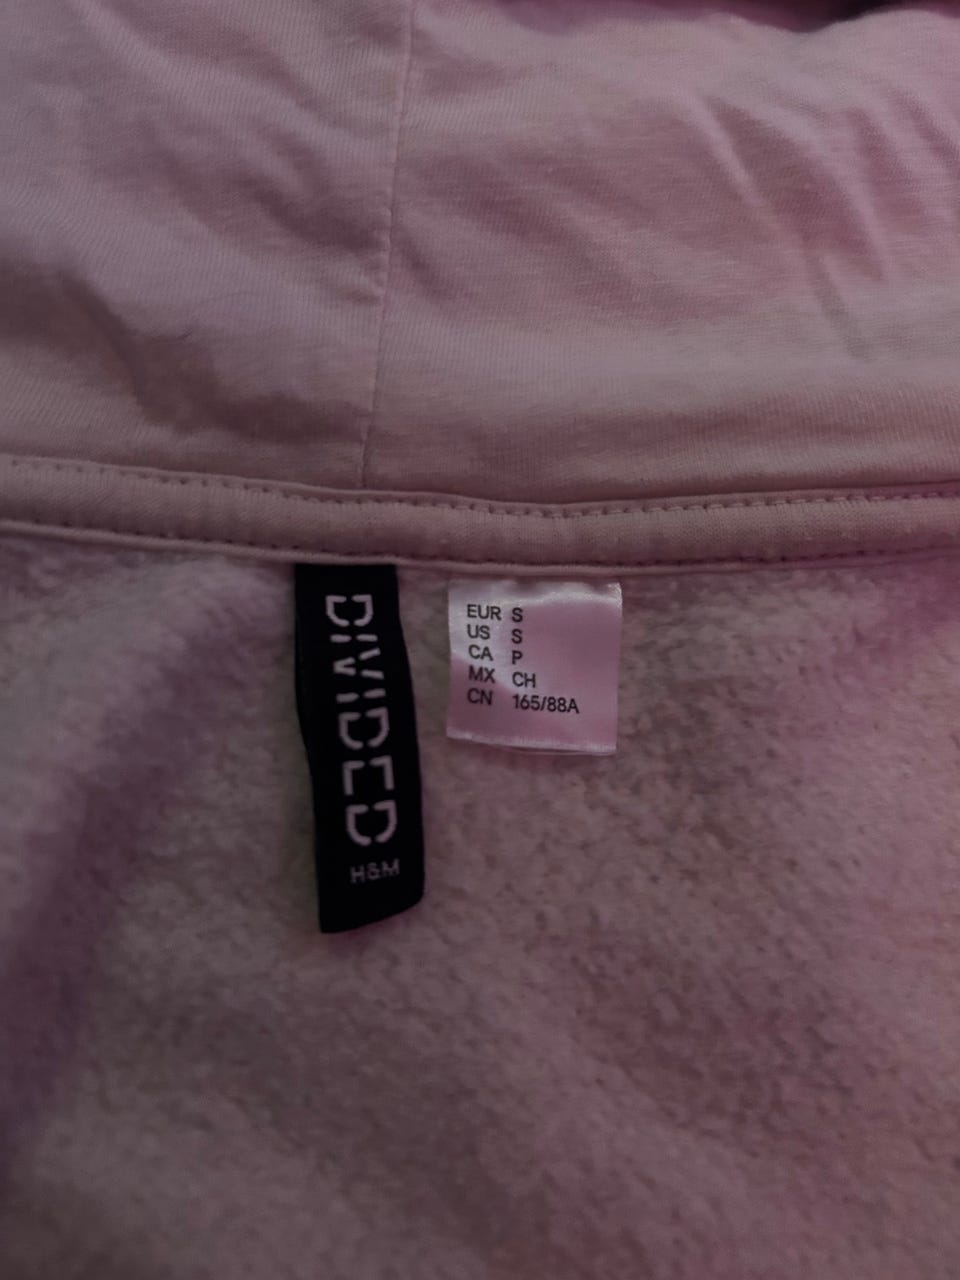 DIVIDED
H&M
EUR S
US S
CA P
MX CH
CN 165/88A